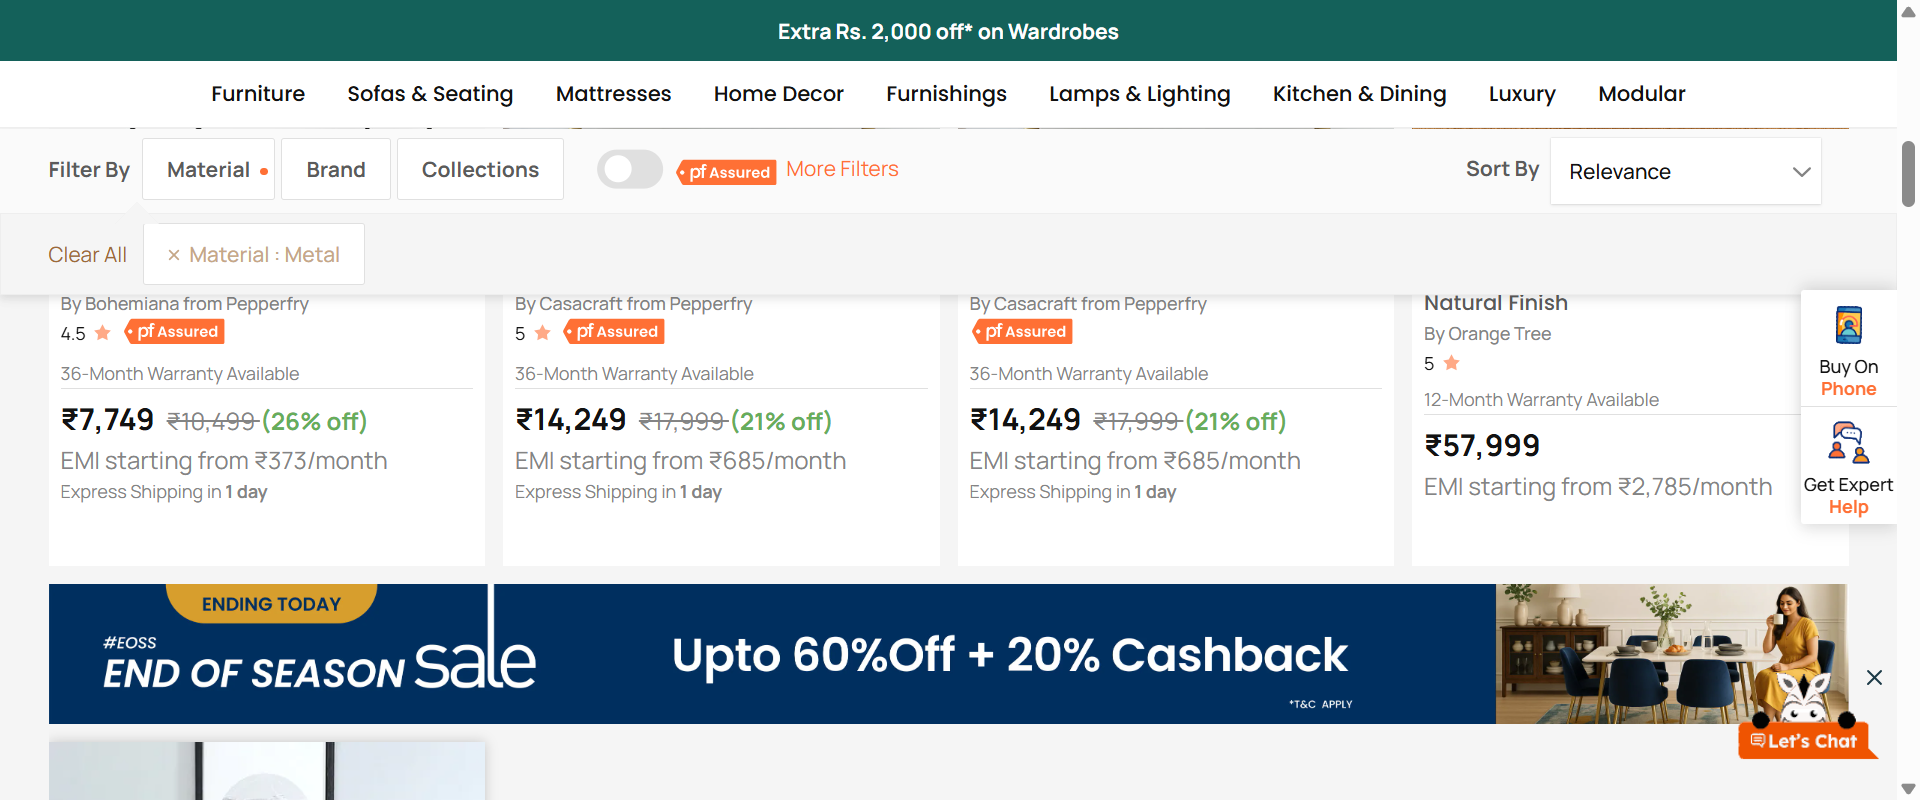 Extra Rs. 2,000 off* on Wardrobes
Furniture Sofas & Seating Mattresses Home Decor Furnishings Lamps & Lighting Kitchen & Dining Luxury Modular
Filter By Material Brand Collections pf Assured More Filters Sort By Relevance
Clear All × Material : Metal
By Bohemiana from Pepperfry
4.5 pf Assured
36-Month Warranty Available
₹7,749 ₹10,499 (26% off)
EMI starting from ₹373/month
Express Shipping in 1 day
By Casacraft from Pepperfry
5 pf Assured
36-Month Warranty Available
₹14,249 ₹17,999 (21% off)
EMI starting from ₹685/month
Express Shipping in 1 day
By Casacraft from Pepperfry
pf Assured
36-Month Warranty Available
₹14,249 ₹17,999 (21% off)
EMI starting from ₹685/month
Express Shipping in 1 day
Natural Finish
By Orange Tree
5
12-Month Warranty Available
₹57,999
EMI starting from ₹2,785/month
Buy On
Phone
Get Expert
Help
ENDING TODAY
#EOSS
END OF SEASON sale
Upto 60%Off + 20% Cashback
*T&C APPLY
Let's Chat